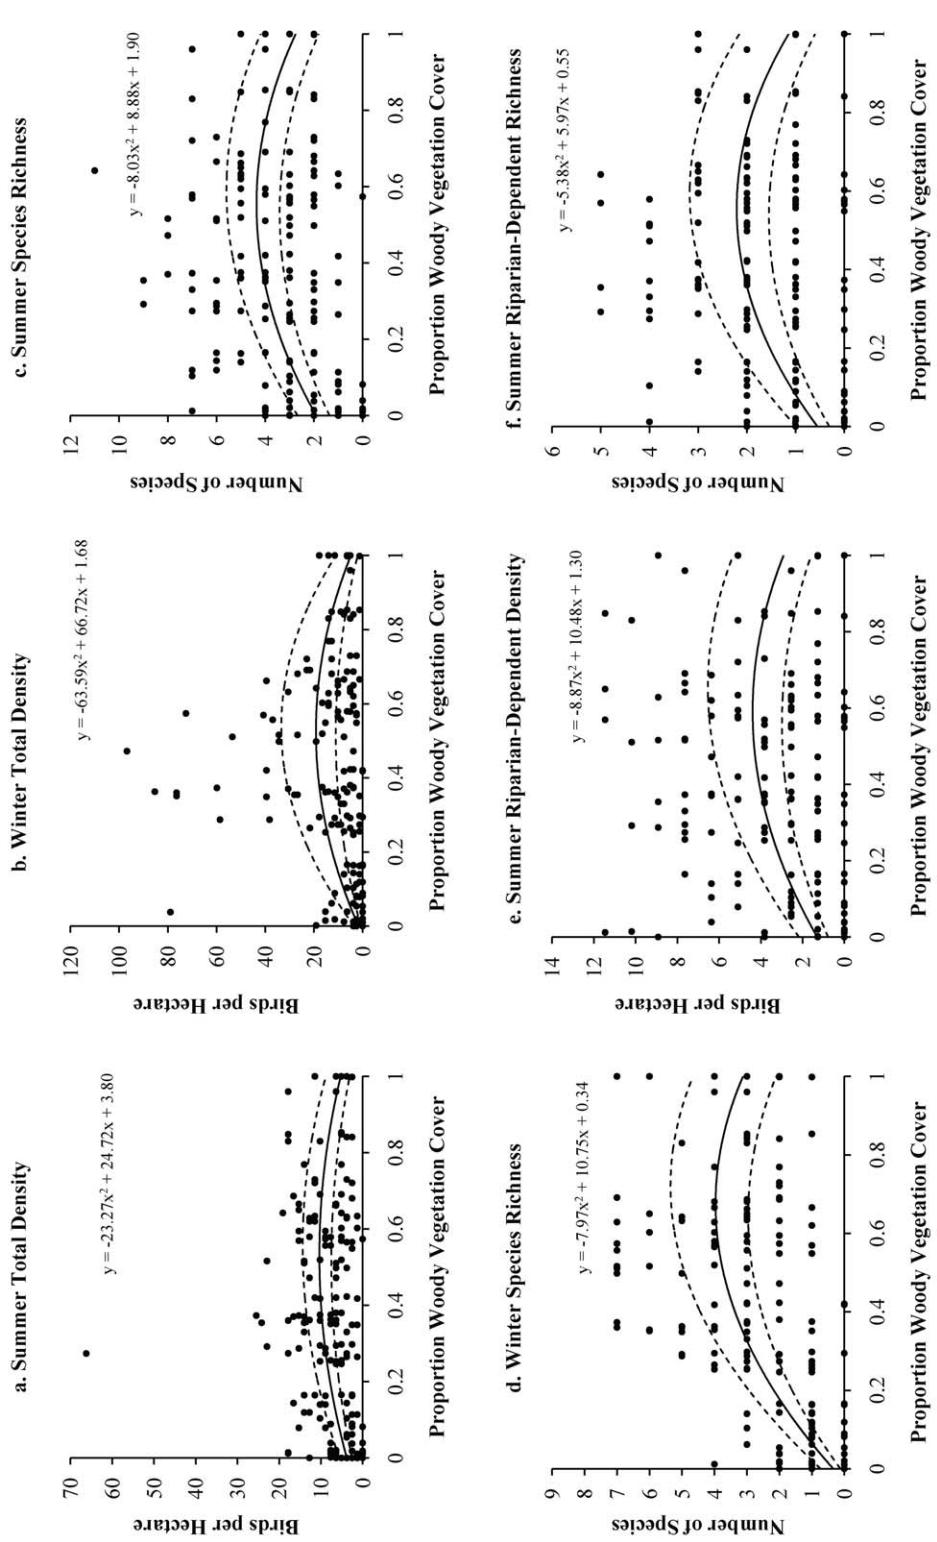 a. Summer Total Density
y = -23.27x² + 24.72x + 3.80
Birds per Hectare
70
60
50
40
30
20
10
0
0 0.2 0.4 0.6 0.8 1
Proportion Woody Vegetation Cover
b. Winter Total Density
y = -63.59x² + 66.72x + 1.68
Birds per Hectare
120
100
80
60
40
20
0
0 0.2 0.4 0.6 0.8 1
Proportion Woody Vegetation Cover
c. Summer Species Richness
y = -8.03x² + 8.88x + 1.90
Number of Species
12
10
8
6
4
2
0
0 0.2 0.4 0.6 0.8 1
Proportion Woody Vegetation Cover
d. Winter Species Richness
y = -7.97x² + 10.75x + 0.34
Number of Species
9
8
7
6
5
4
3
2
1
0
0 0.2 0.4 0.6 0.8 1
Proportion Woody Vegetation Cover
e. Summer Riparian-Dependent Density
y = -8.87x² + 10.48x + 1.30
Birds per Hectare
14
12
10
8
6
4
2
0
0 0.2 0.4 0.6 0.8 1
Proportion Woody Vegetation Cover
f. Summer Riparian-Dependent Richness
y = -5.38x² + 5.97x + 0.55
Number of Species
6
5
4
3
2
1
0
0 0.2 0.4 0.6 0.8 1
Proportion Woody Vegetation Cover